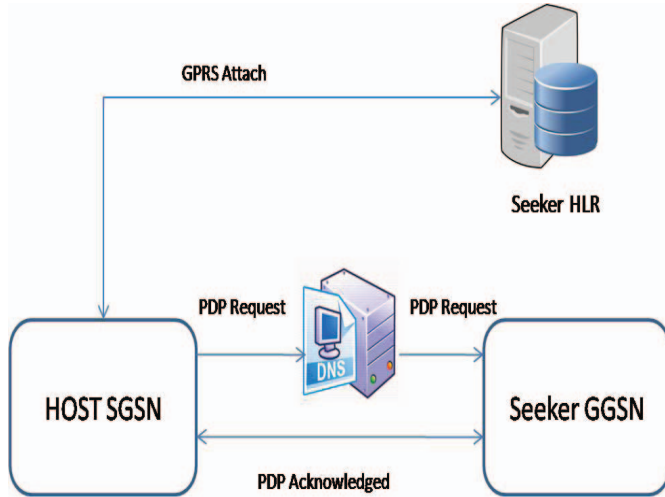 GPRS Attach
Seeker HLR
PDP Request
PDP Request
DNS
HOST SGSN
Seeker GGSN
PDP Acknowledged